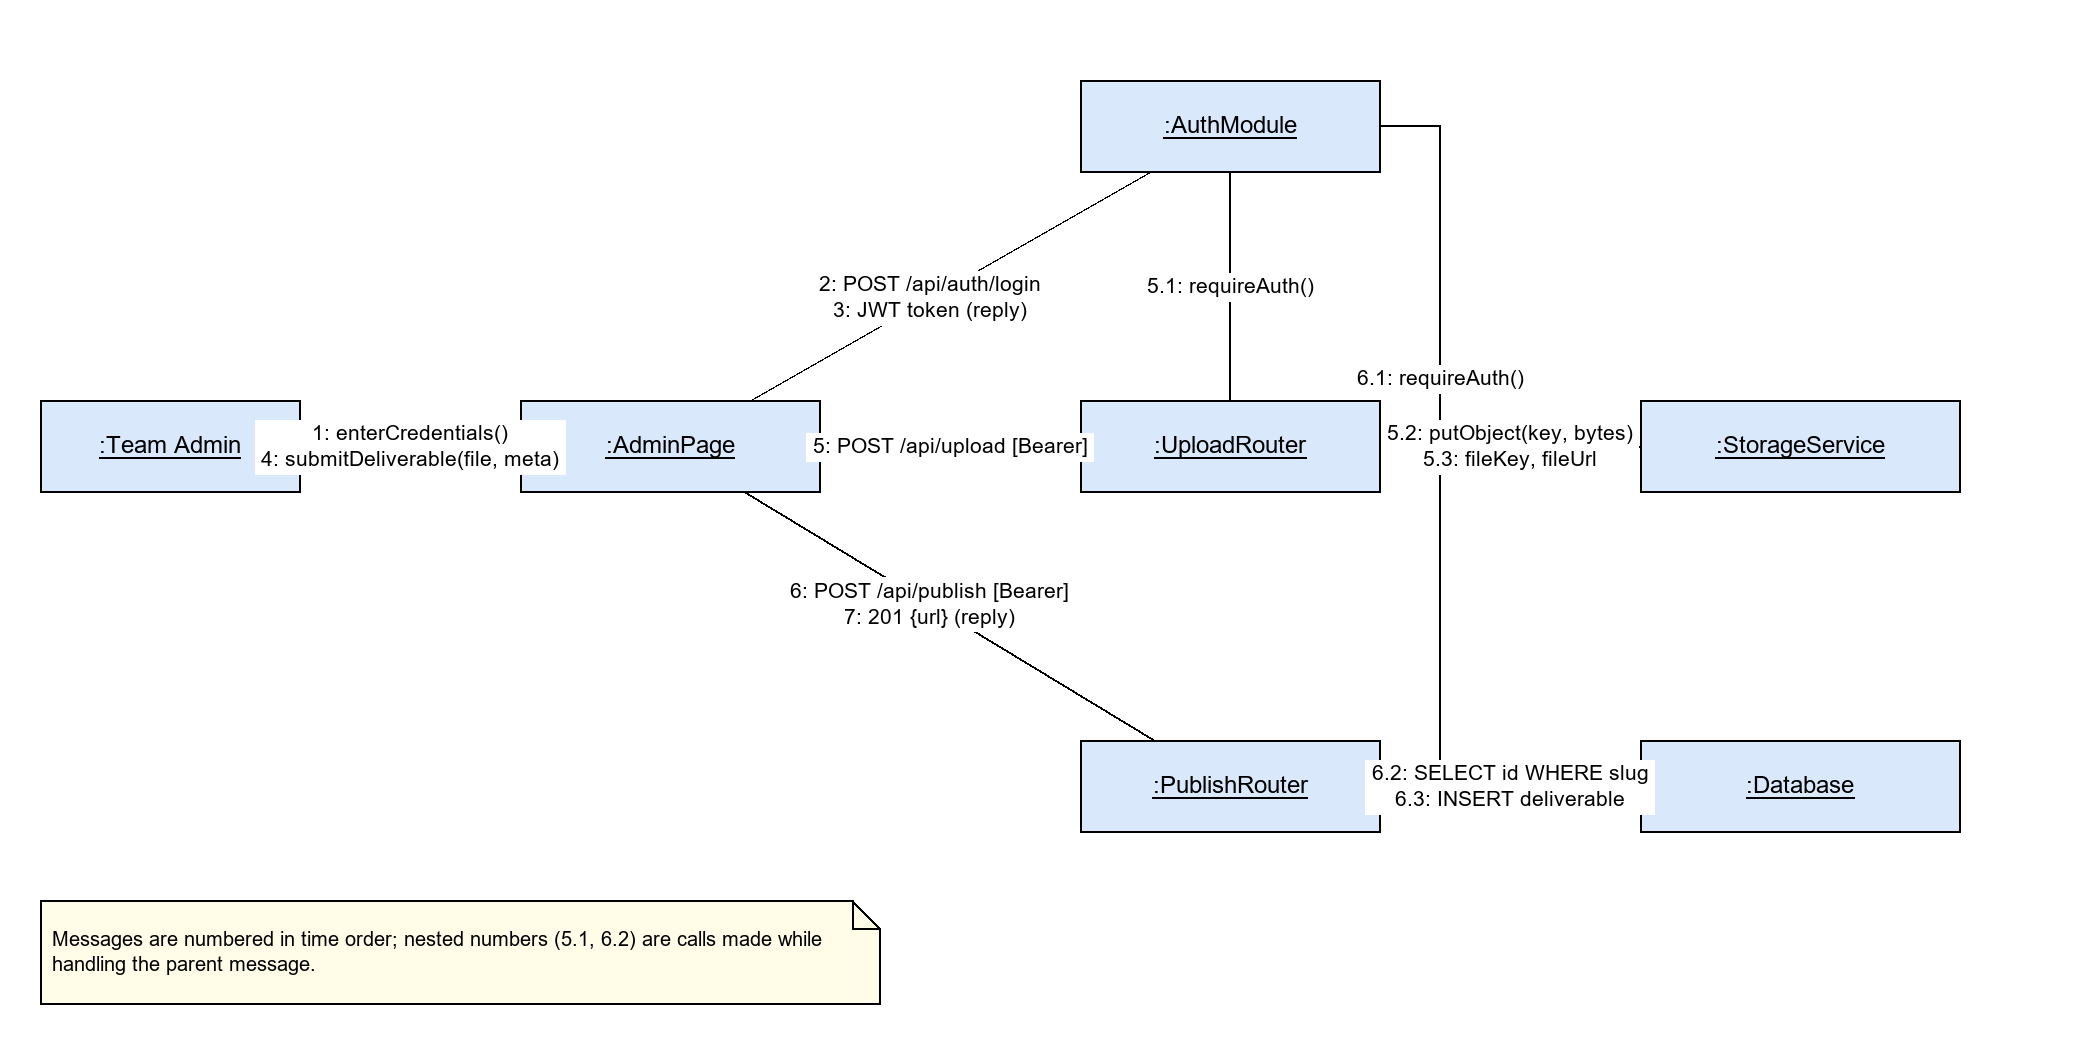 :AuthModule
2: POST /api/auth/login
3: JWT token (reply)
5.1: requireAuth()
6.1: requireAuth()
:Team Admin
1: enterCredentials()
4: submitDeliverable(file, meta)
:AdminPage
5: POST /api/upload [Bearer]
:UploadRouter
5.2: putObject(key, bytes)
5.3: fileKey, fileUrl
:StorageService
6: POST /api/publish [Bearer]
7: 201 {url} (reply)
:PublishRouter
6.2: SELECT id WHERE slug
6.3: INSERT deliverable
:Database
Messages are numbered in time order; nested numbers (5.1, 6.2) are calls made while
handling the parent message.